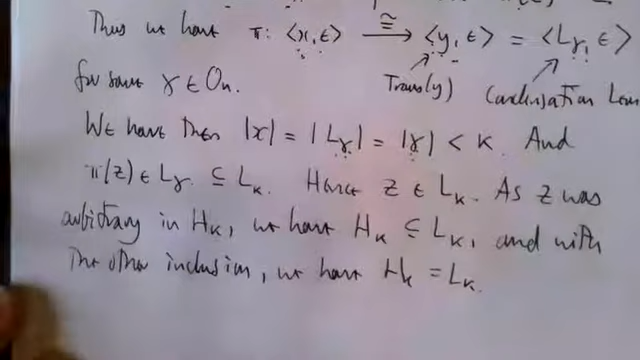 Thus we have π: ⟨x, ∈⟩ ≅→ ⟨y, ∈⟩ = ⟨Lγ, ∈⟩
for some γ ∈ On.
Trans(y) Condensation Lem
We have then |x| = |Lγ| = |γ| < κ. And
π(z) ∈ Lγ ⊆ Lκ. Hence z ∈ Lκ. As z was
arbitrary in Hκ, we have Hκ ⊆ Lκ, and with
the other inclusion, we have Hκ = Lκ.